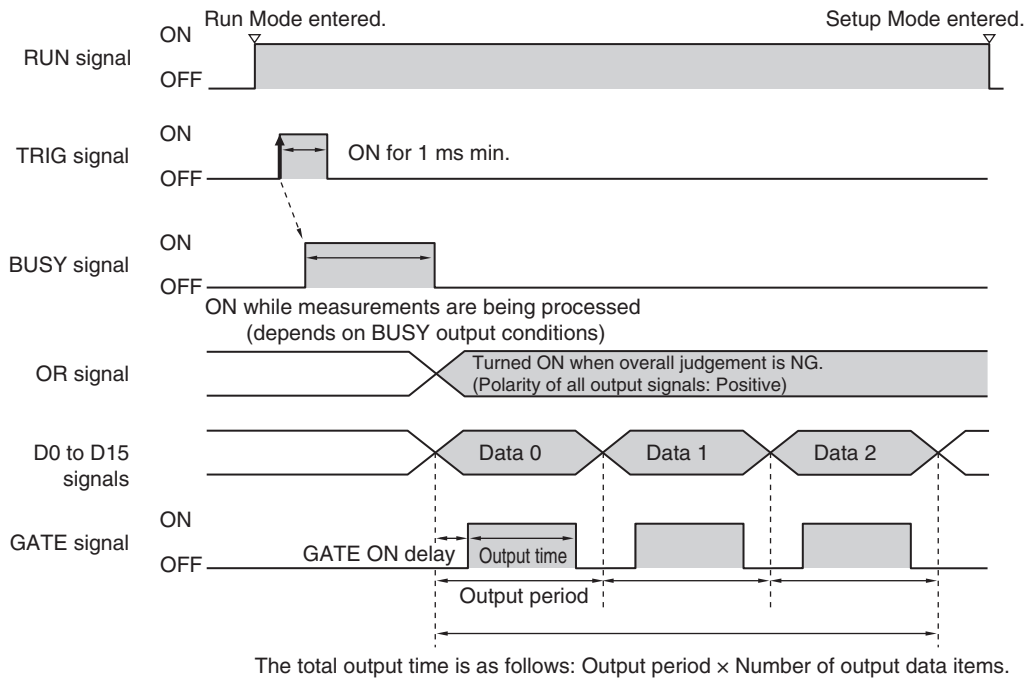 Run Mode entered.
Setup Mode entered.
ON
RUN signal
OFF
ON
TRIG signal
ON for 1 ms min.
OFF
ON
BUSY signal
OFF
ON while measurements are being processed
(depends on BUSY output conditions)
OR signal
Turned ON when overall judgement is NG.
(Polarity of all output signals: Positive)
D0 to D15
signals
Data 0
Data 1
Data 2
ON
GATE signal
OFF
GATE ON delay
Output time
Output period
The total output time is as follows: Output period × Number of output data items.